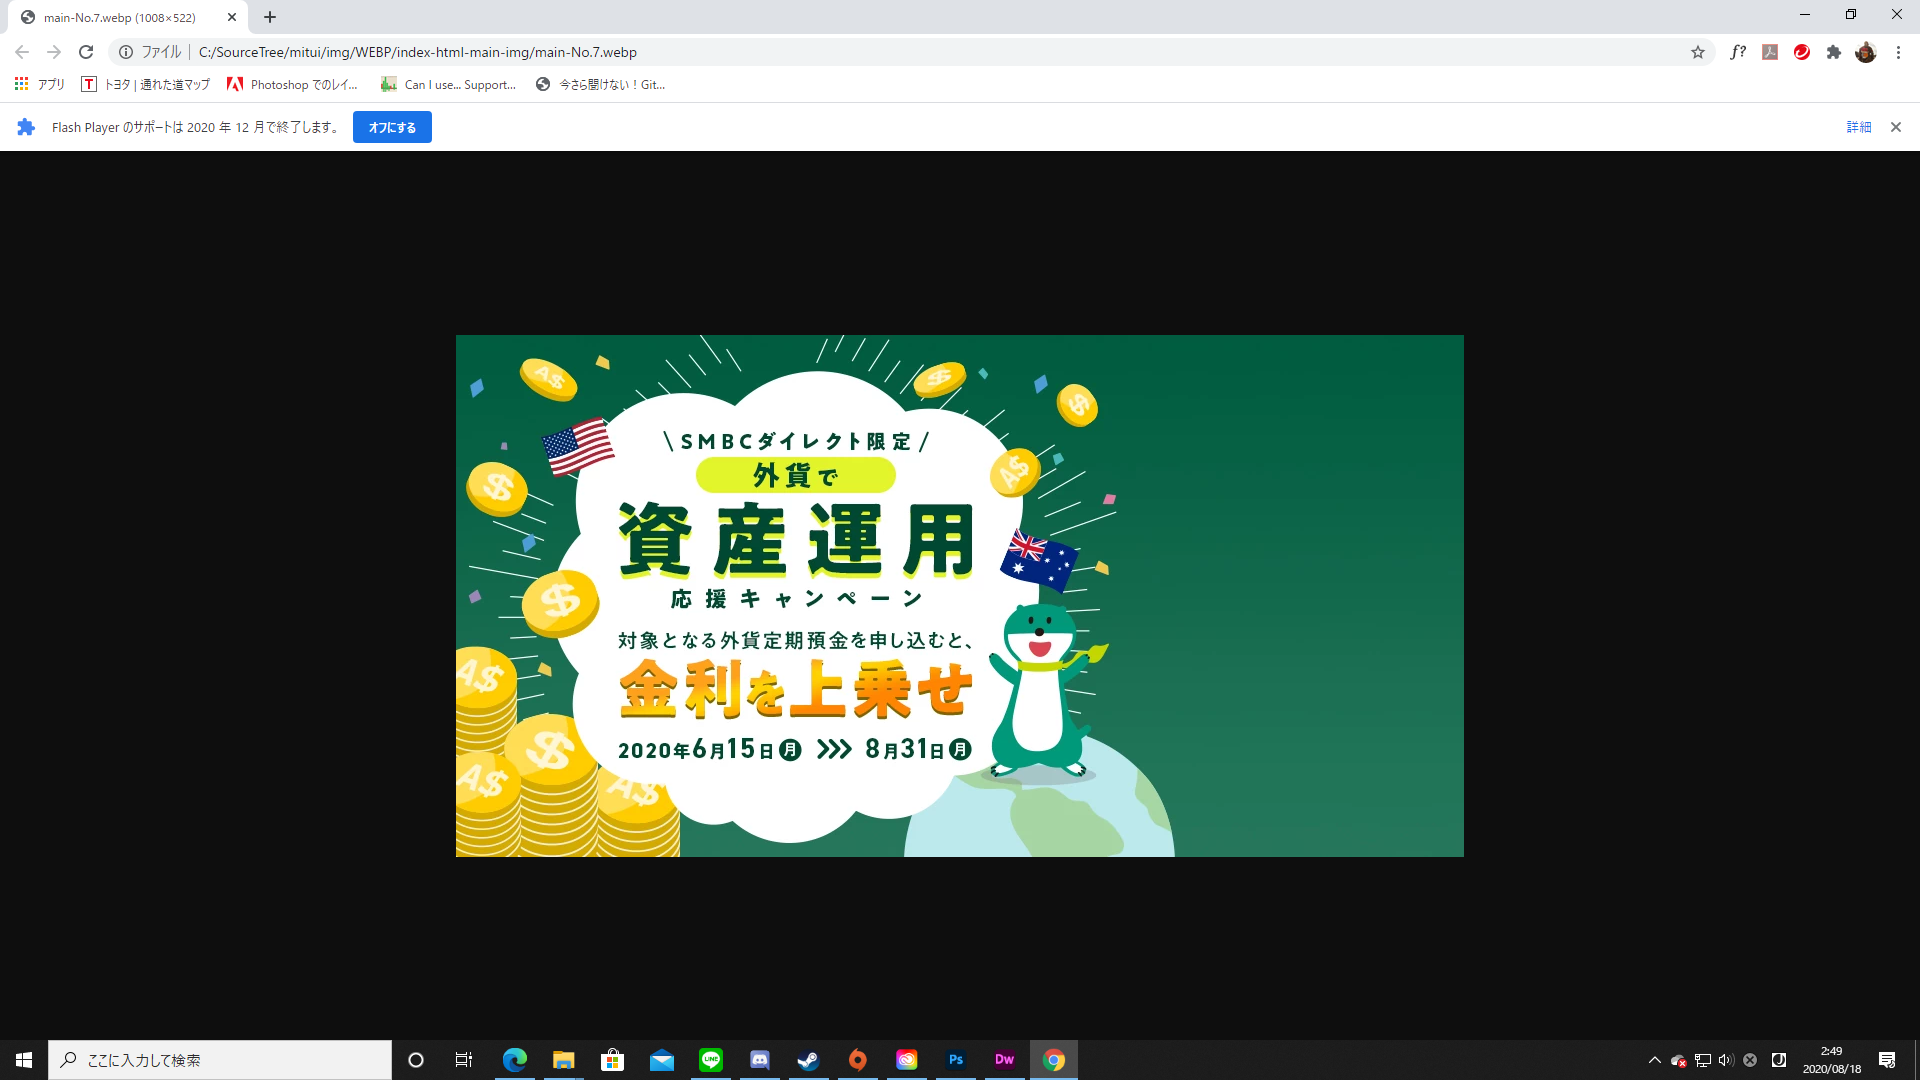 main-No.7.webp (1008×522)
ファイル
C:/SourceTree/mitui/img/WEBP/index-html-main-img/main-No.7.webp
f?
アプリ
T トヨタ | 通れた道マップ
Photoshop でのレイ...
Can I use... Support...
今さら聞けない！Git...
Flash Player のサポートは 2020 年 12 月で終了します。
オフにする
詳細
A$
$
$
\SMBCダイレクト限定/
外貨で
A$
$
資産運用
応援キャンペーン
$
対象となる外貨定期預金を申し込むと、
金利を上乗せ
A$
2020年6月15日月 >>> 8月31日月
$
A$
A$
ここに入力して検索
LINE
Ps
Dw
2:49
2020/08/18